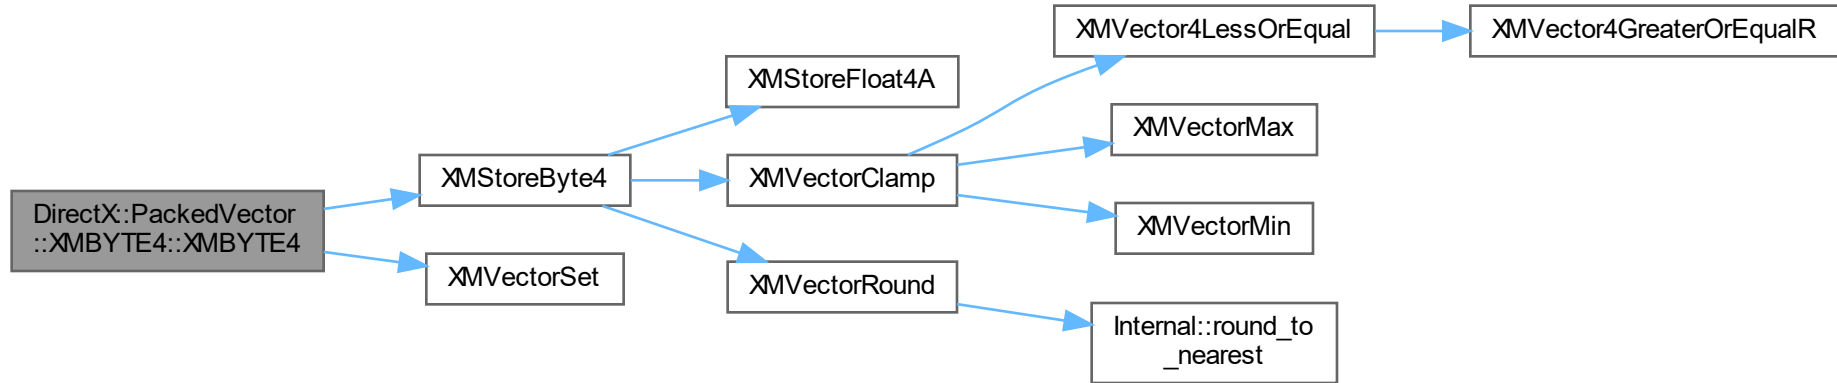 DirectX::PackedVector
::XMBYTE4::XMBYTE4
XMStoreByte4
XMVectorSet
XMStoreFloat4A
XMVectorClamp
XMVectorRound
XMVector4LessOrEqual
XMVectorMax
XMVectorMin
Internal::round_to
_nearest
XMVector4GreaterOrEqualR